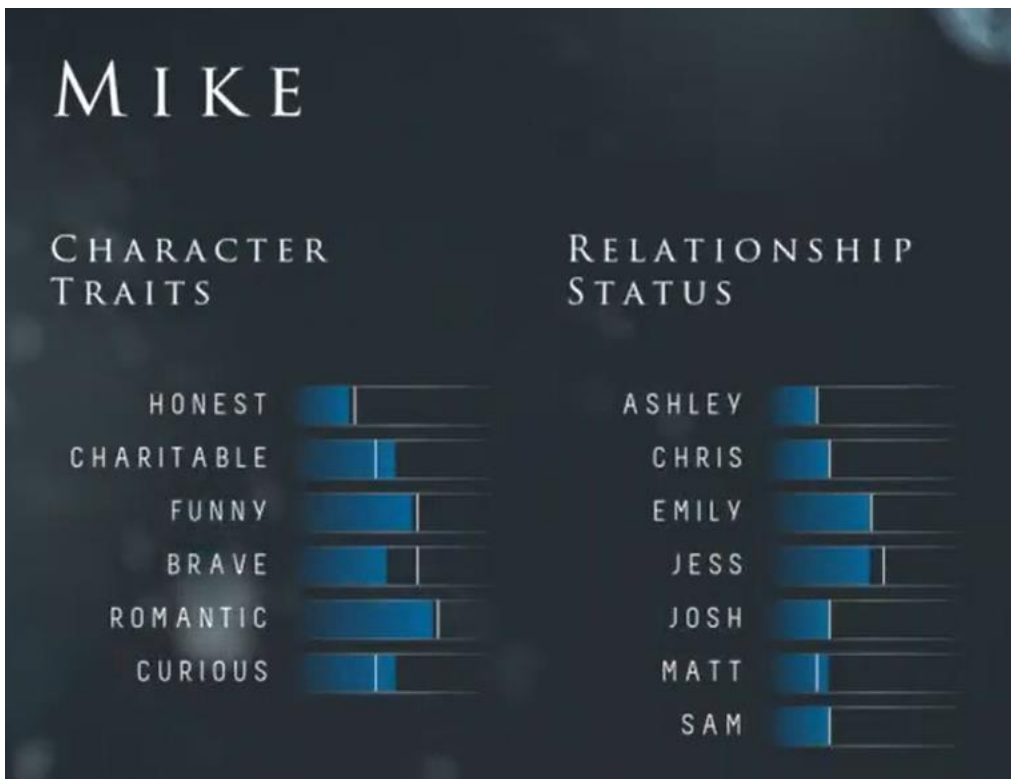 MIKE
CHARACTER
TRAITS
HONEST
CHARITABLE
FUNNY
BRAVE
ROMANTIC
CURIOUS
RELATIONSHIP
STATUS
ASHLEY
CHRIS
EMILY
JESS
JOSH
MATT
SAM